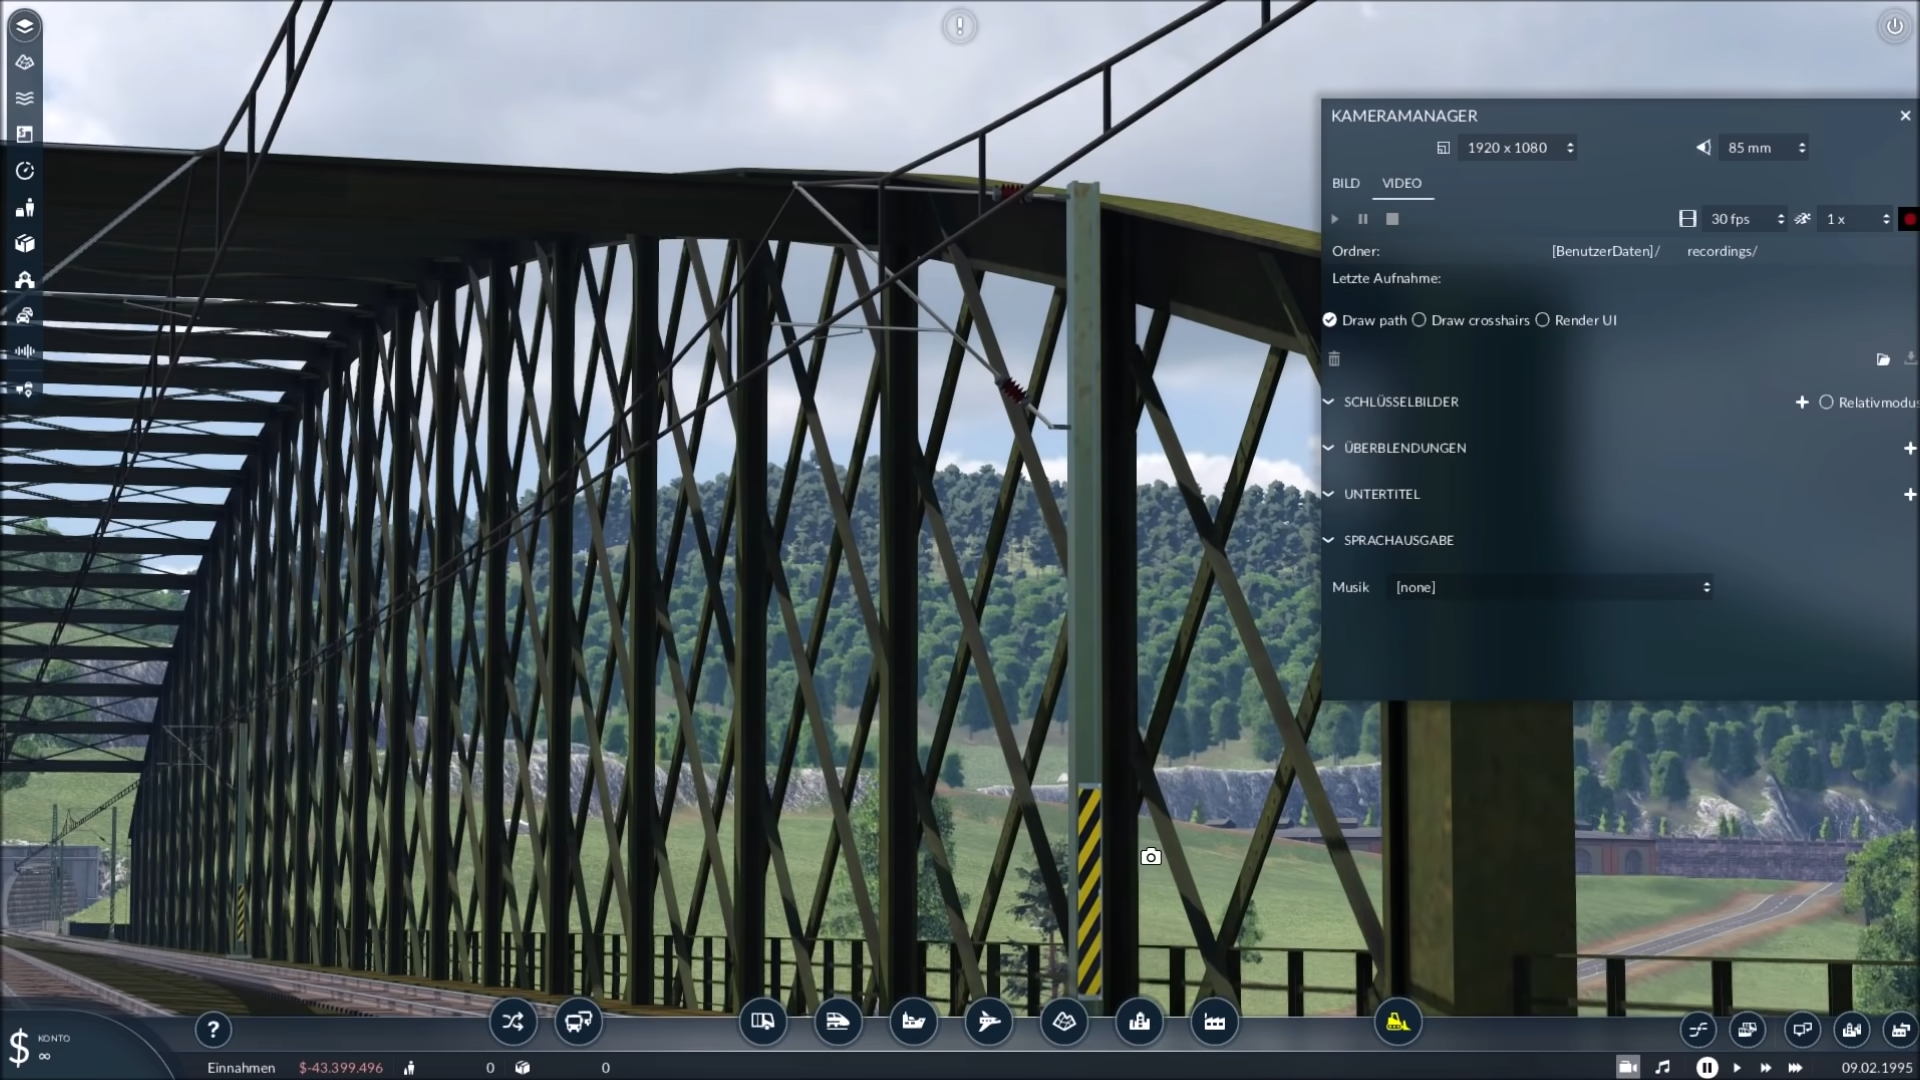 KAMERAMANAGER
1920 x 1080
85 mm
BILD
VIDEO
30 fps
1 x
Ordner:
[BenutzerDaten]/
recordings/
Letzte Aufnahme:
Draw path
Draw crosshairs
Render UI
SCHLÜSSELBILDER
Relativmodus
ÜBERBLENDUNGEN
UNTERTITEL
SPRACHAUSGABE
Musik
[none]
$
KONTO
∞
?
Einnahmen
$-43.399.496
0
0
09.02.1995